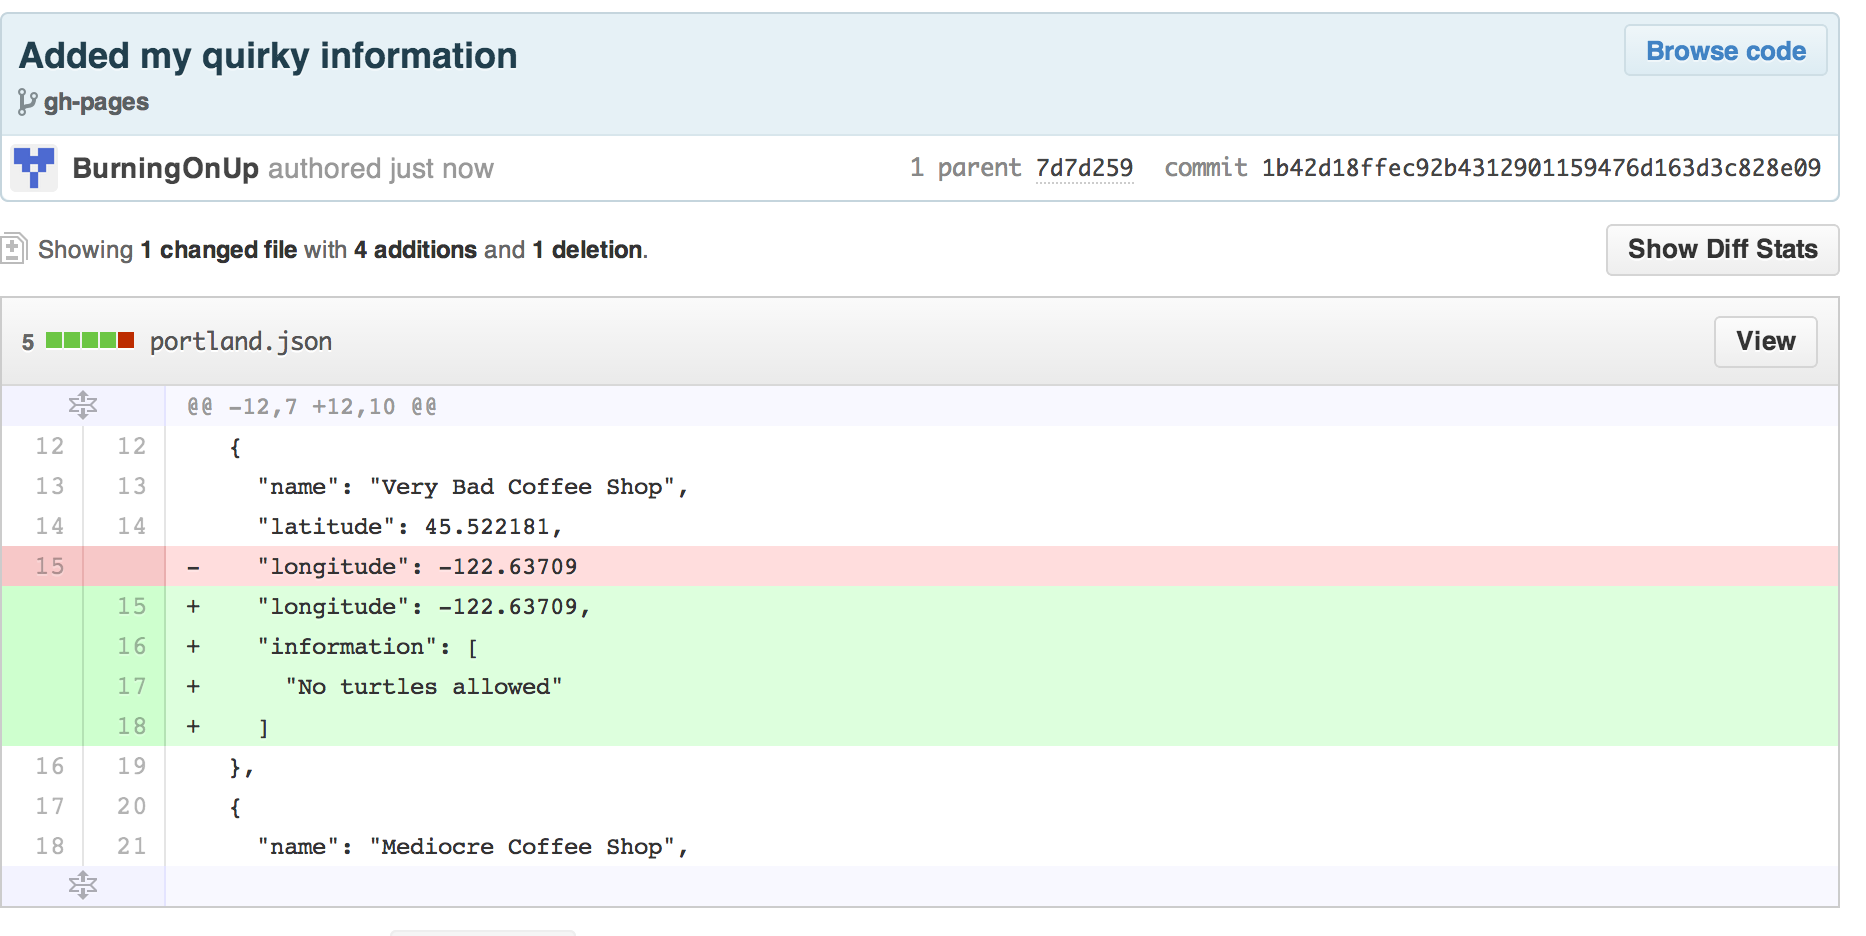 Added my quirky information
Browse code
gh-pages
BurningOnUp authored just now
1 parent 7d7d259 commit 1b42d18ffec92b4312901159476d163d3c828e09
Showing 1 changed file with 4 additions and 1 deletion.
Show Diff Stats
5 portland.json
View
@@ -12,7 +12,10 @@
12 12 {
13 13 "name": "Very Bad Coffee Shop",
14 14 "latitude": 45.522181,
15 - "longitude": -122.63709
15 + "longitude": -122.63709,
16 + "information": [
17 + "No turtles allowed"
18 + ]
16 19 },
17 20 {
18 21 "name": "Mediocre Coffee Shop",